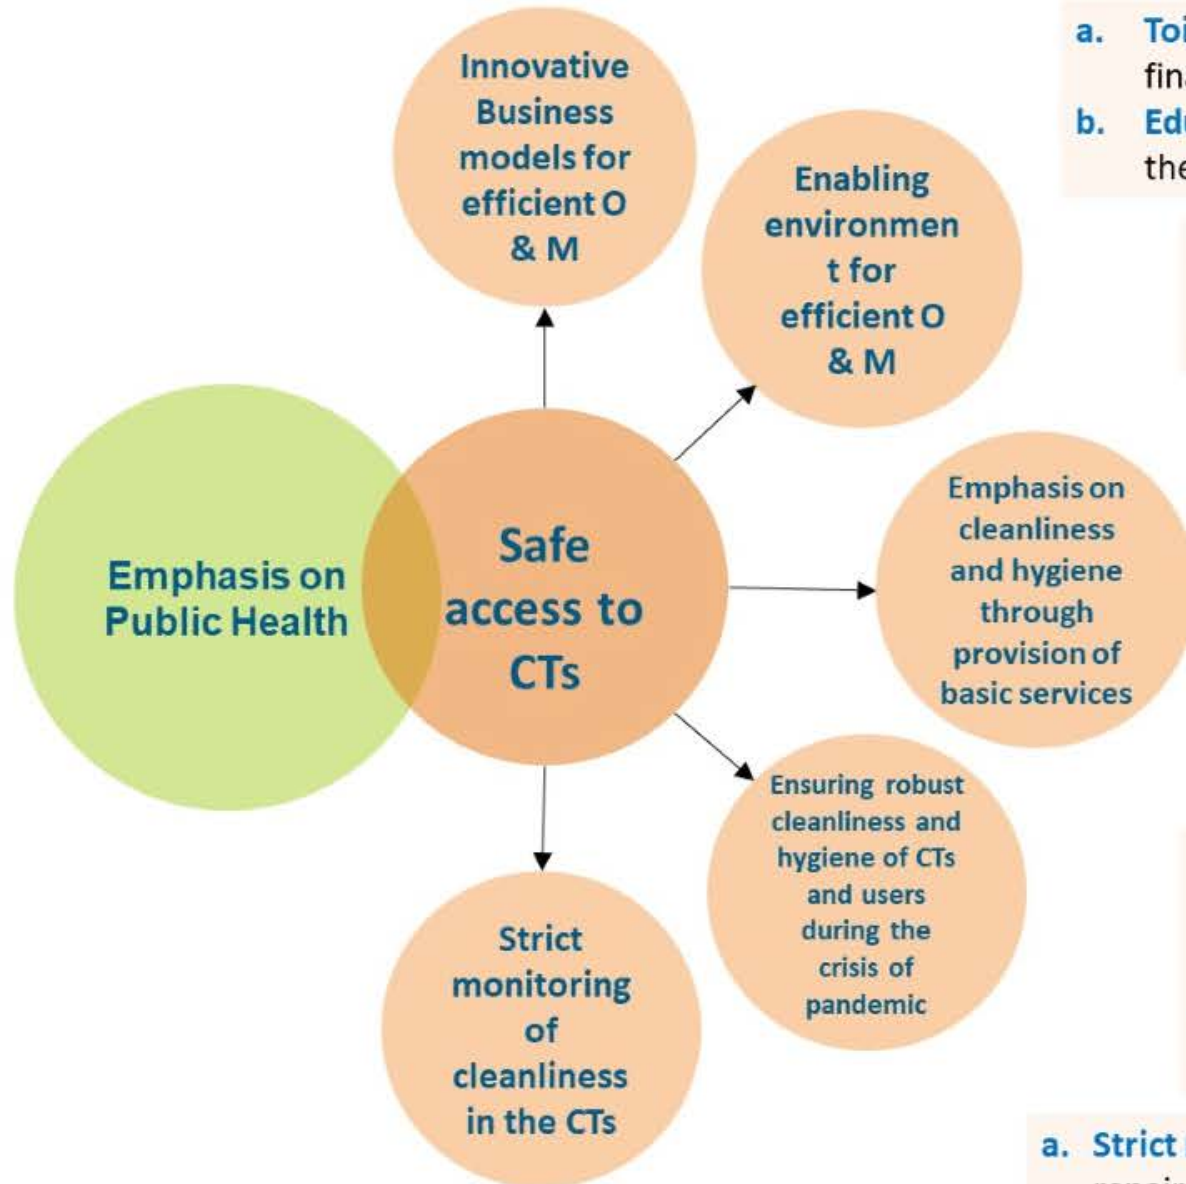 Innovative
Business
models for
efficient O
& M
Enabling
environmen
t for
efficient O
& M
Emphasis on
cleanliness
and hygiene
through
provision of
basic services
Ensuring robust
cleanliness and
hygiene of CTs
and users
during the
crisis of
pandemic
Strict
monitoring
of
cleanliness
in the CTs
Safe
access to
CTs
Emphasis on
Public Health
a.
b.
the
a. Strict